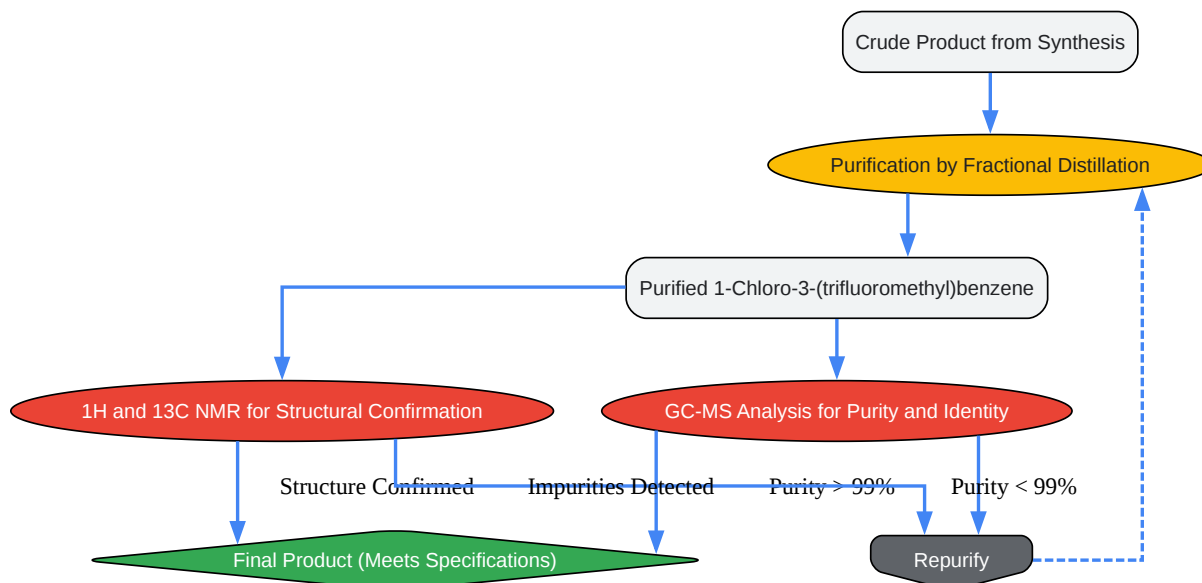 Crude Product from Synthesis
Purification by Fractional Distillation
Purified 1-Chloro-3-(trifluoromethyl)benzene
1H and 13C NMR for Structural Confirmation
GC-MS Analysis for Purity and Identity
Structure Confirmed
Impurities Detected
Purity > 99%
Purity < 99%
Final Product (Meets Specifications)
Repurify